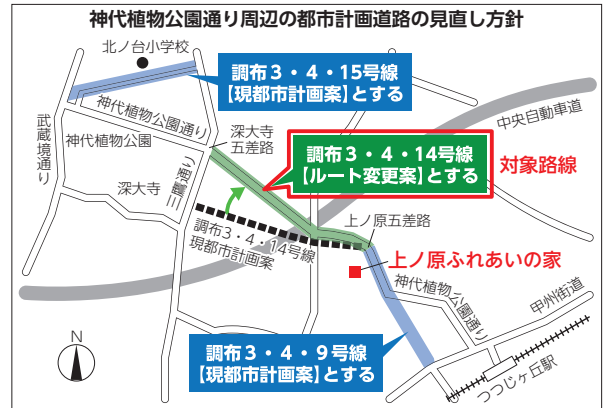 神代植物公園通り周辺の都市計画道路の見直し方針
北ノ台小学校
調布3・4・15号線
【現都市計画案】とする
武蔵境通り
神代植物公園通り
神代植物公園
深大寺
五差路
中央自動車道
調布3・4・14号線
【ルート変更案】とする
対象路線
深大寺
三鷹通り
調布3・4・14号線
現都市計画案
上ノ原五差路
上ノ原ふれあいの家
神代植物公園通り
甲州街道
調布3・4・9号線
【現都市計画案】とする
つつじヶ丘駅
N